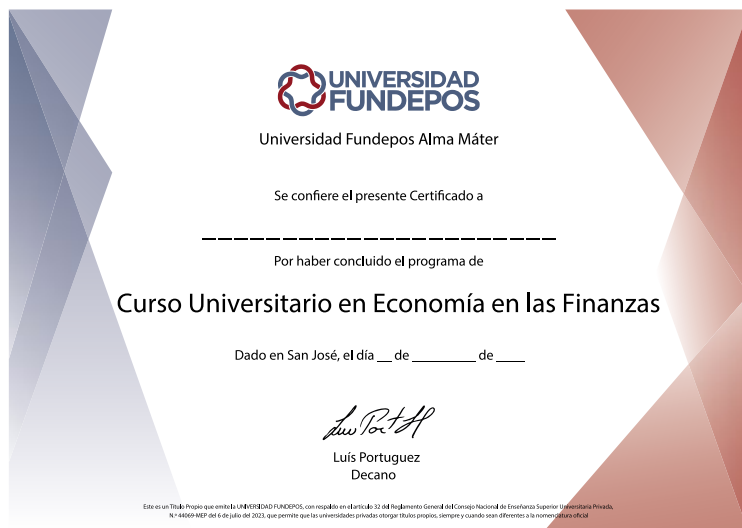 UNIVERSIDAD
FUNDEPOS
Universidad Fundepos Alma Máter
Se confiere el presente Certificado a
______________________
Por haber concluido el programa de
Curso Universitario en Economía en las Finanzas
Dado en San José, el día __ de ________ de ____
Luís Portuguez
Decano
Este es un Título Propio que emite la UNIVERSIDAD FUNDEPOS, con respaldo en el artículo 32 del Reglamento General del Consejo Nacional de Enseñanza Superior Universitaria Privada,
N.º 44069-MEP del 6 de julio del 2023, que permite que las universidades privadas otorgar títulos propios, siempre y cuando sean diferentes a la nomenclatura oficial